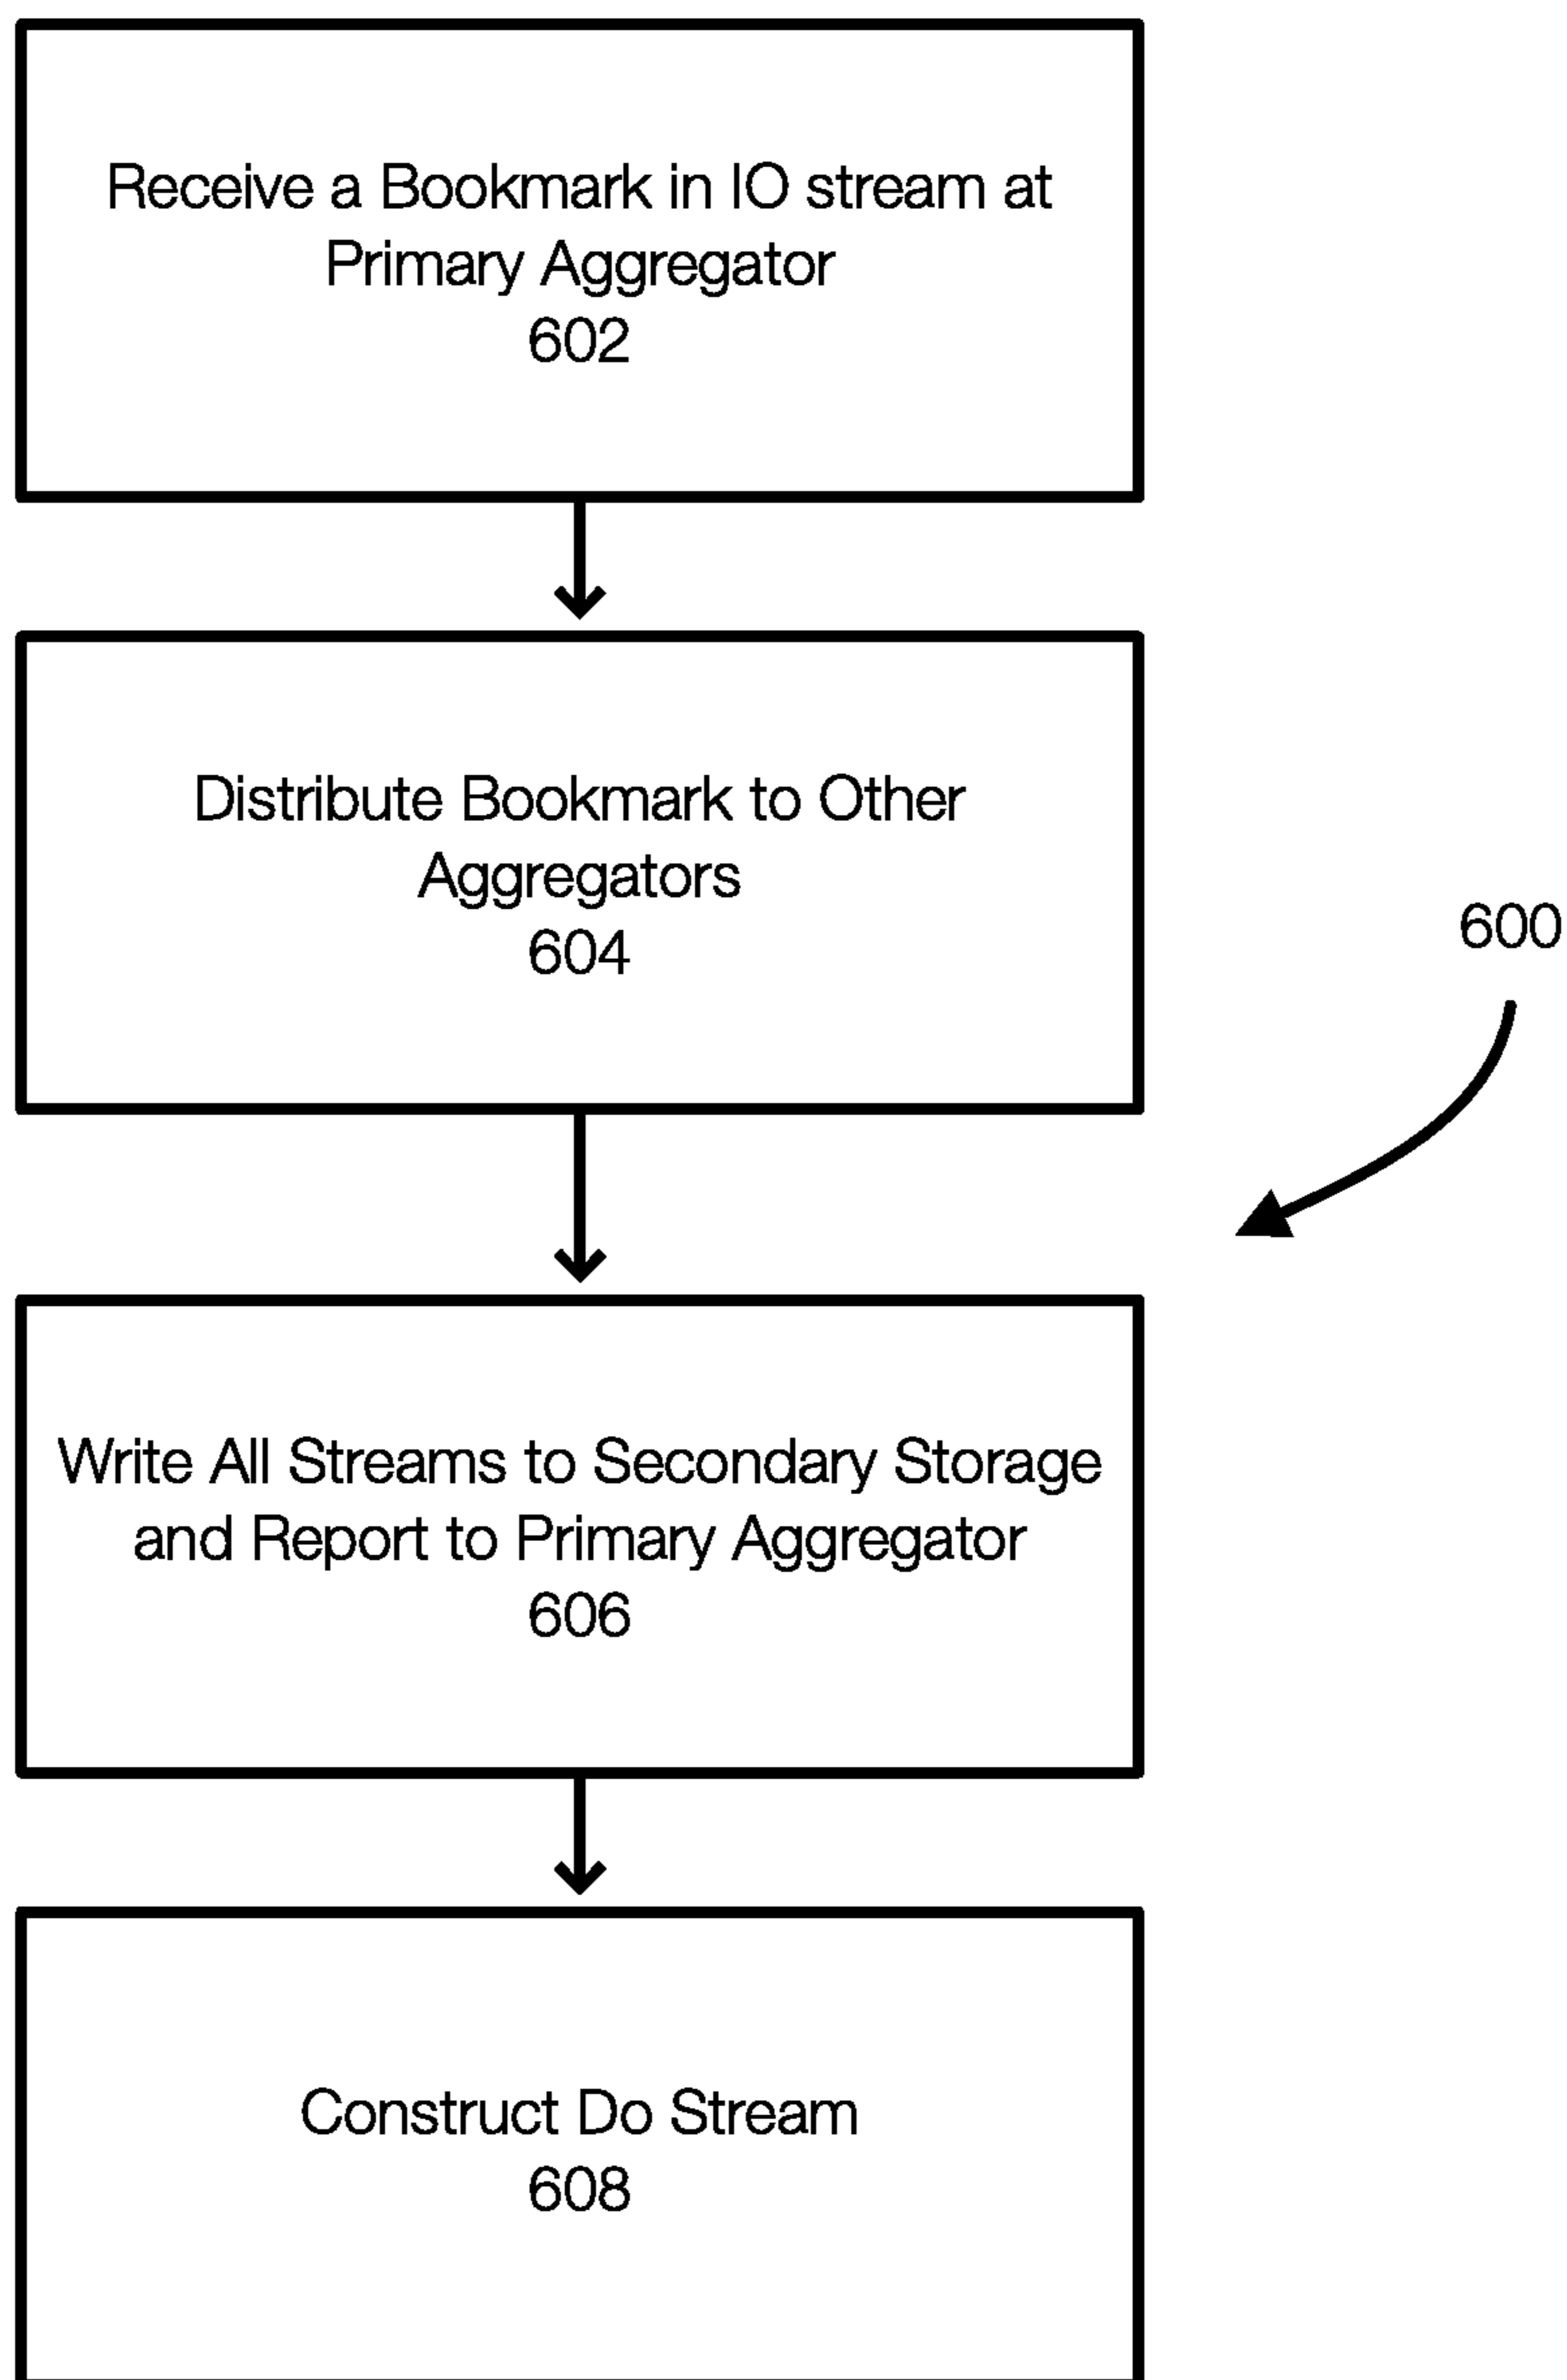 Receive a Bookmark in IO stream at
Primary Aggregator
602
Distribute Bookmark to Other
Aggregators
604
600
Write All Streams to Secondary Storage
and Report to Primary Aggregator
606
Construct Do Stream
608